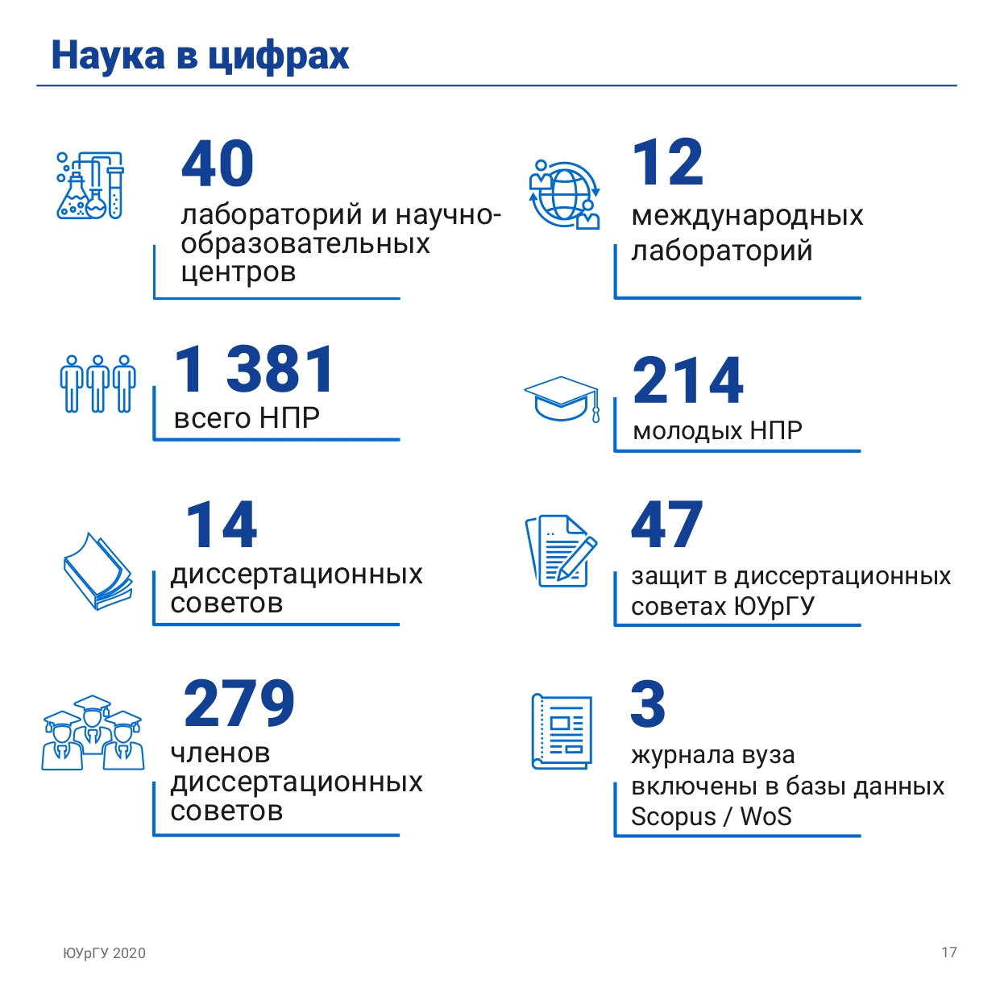 Наука в цифрах
40
лабораторий и научно-
образовательных
центров
12
международных
лабораторий
1 381
всего НПР
214
молодых НПР
14
диссертационных
советов
47
защит в диссертационных
советах ЮУрГУ
279
членов
диссертационных
советов
3
журнала вуза
включены в базы данных
Scopus / WoS
ЮУрГУ 2020
17